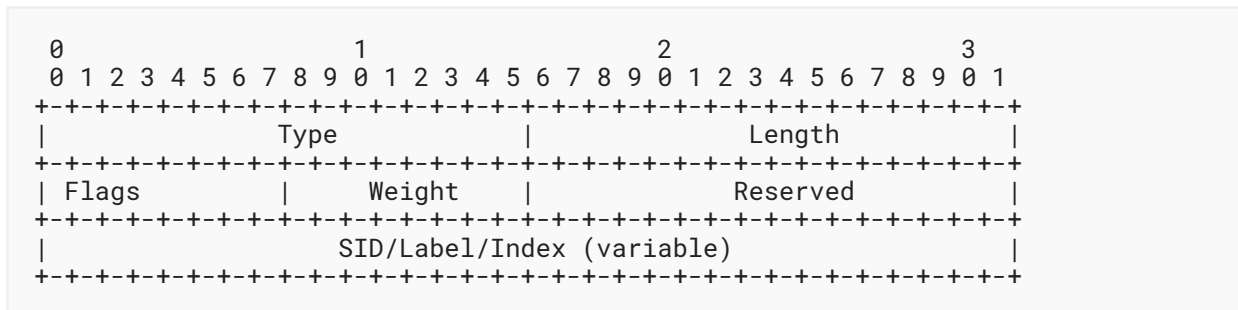 0                   1                   2                   3
 0 1 2 3 4 5 6 7 8 9 0 1 2 3 4 5 6 7 8 9 0 1 2 3 4 5 6 7 8 9 0 1
+-+-+-+-+-+-+-+-+-+-+-+-+-+-+-+-+-+-+-+-+-+-+-+-+-+-+-+-+-+-+-+-+
|               Type            |              Length           |
+-+-+-+-+-+-+-+-+-+-+-+-+-+-+-+-+-+-+-+-+-+-+-+-+-+-+-+-+-+-+-+-+
| Flags         |     Weight    |             Reserved          |
+-+-+-+-+-+-+-+-+-+-+-+-+-+-+-+-+-+-+-+-+-+-+-+-+-+-+-+-+-+-+-+-+
|                   SID/Label/Index (variable)                  |
+-+-+-+-+-+-+-+-+-+-+-+-+-+-+-+-+-+-+-+-+-+-+-+-+-+-+-+-+-+-+-+-+